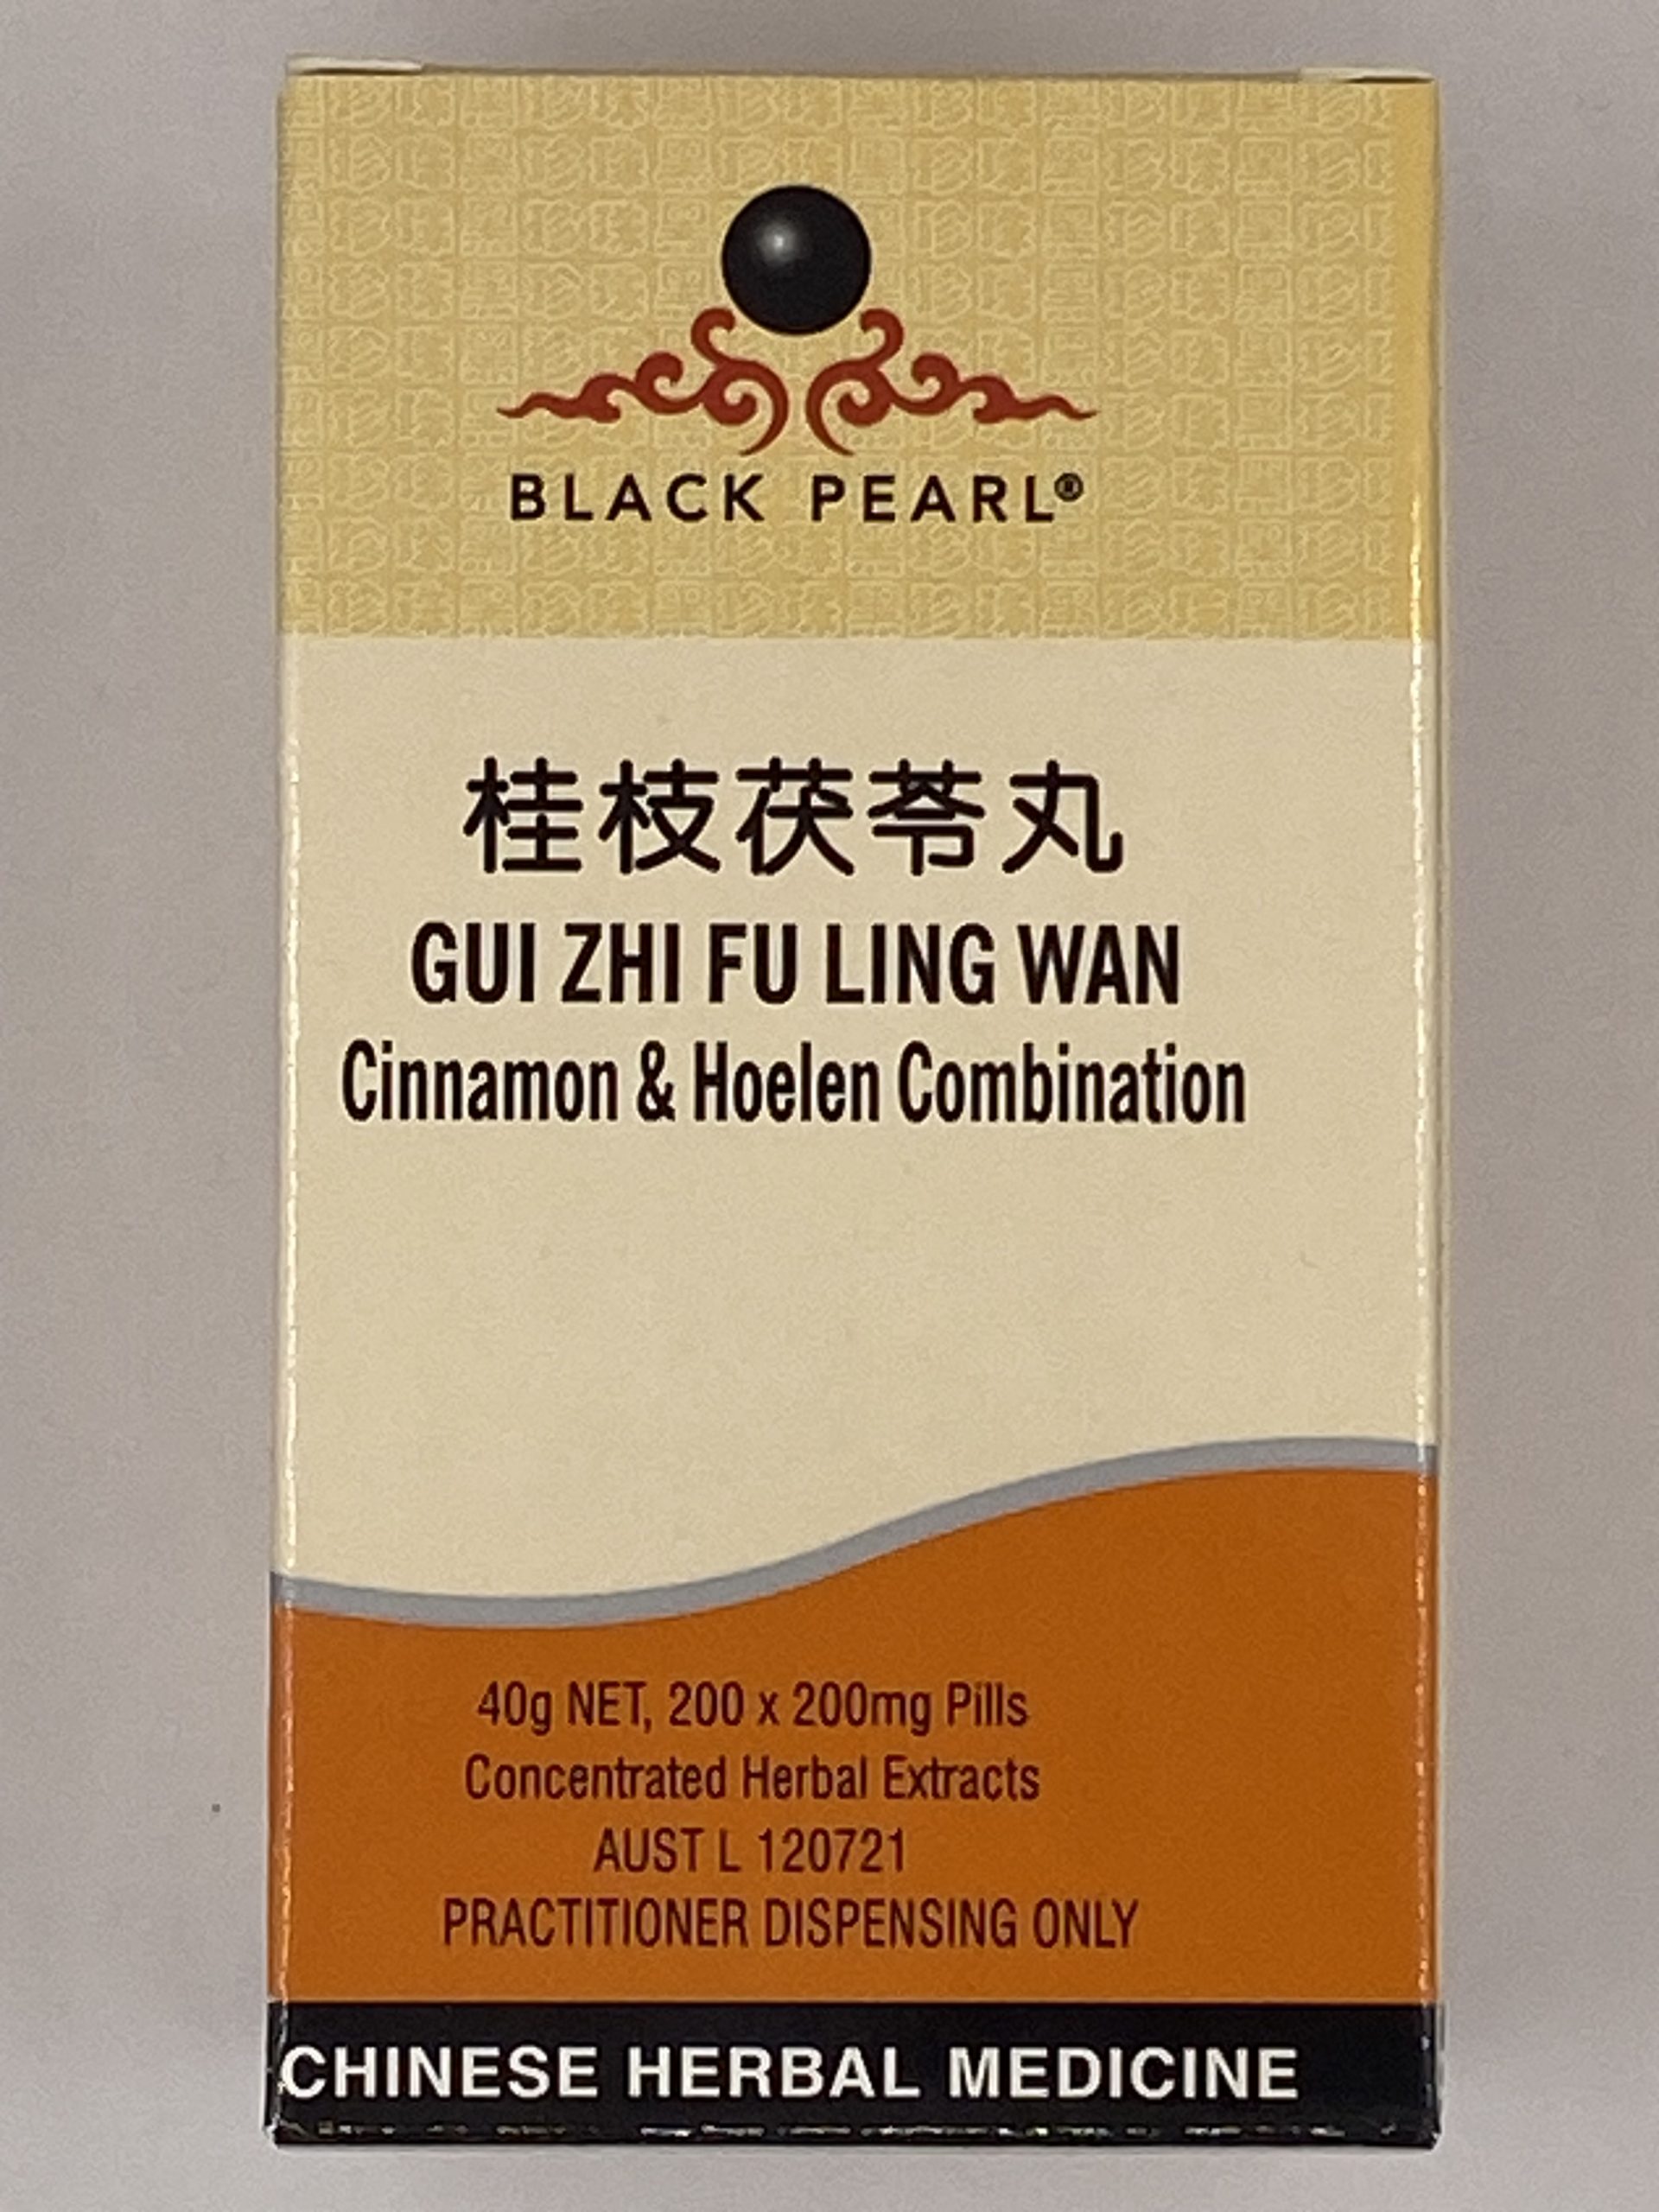 BLACK PEARL®
桂枝茯苓丸
GUI ZHI FU LING WAN
Cinnamon & Hoelen Combination
40g NET, 200 x 200mg Pills
Concentrated Herbal Extracts
AUST L 120721
PRACTITIONER DISPENSING ONLY
CHINESE HERBAL MEDICINE